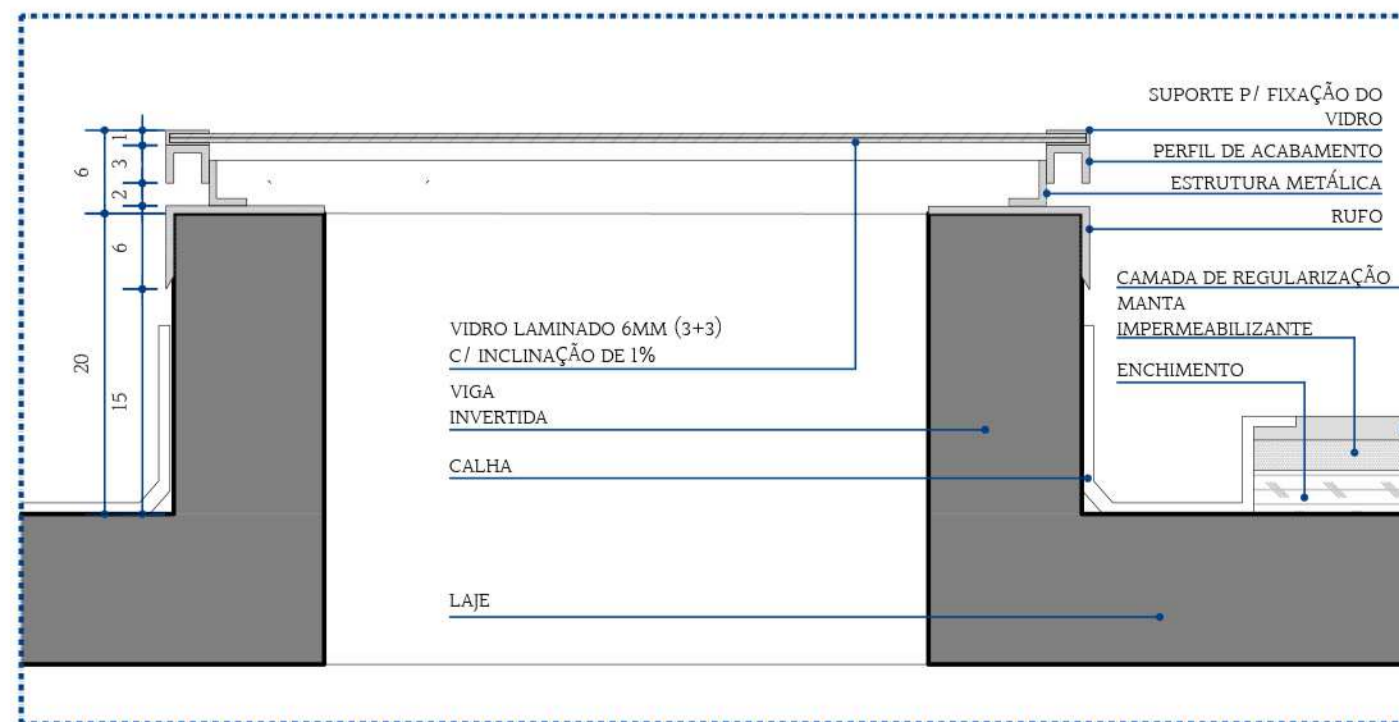 SUPORTE P/ FIXAÇÃO DO
VIDRO
PERFIL DE ACABAMENTO
ESTRUTURA METÁLICA
RUFO
CAMADA DE REGULARIZAÇÃO
MANTA
IMPERMEABILIZANTE
ENCHIMENTO
VIDRO LAMINADO 6MM (3+3)
C/ INCLINAÇÃO DE 1%
VIGA
INVERTIDA
CALHA
LAJE
6
20
1
3
2
6
15